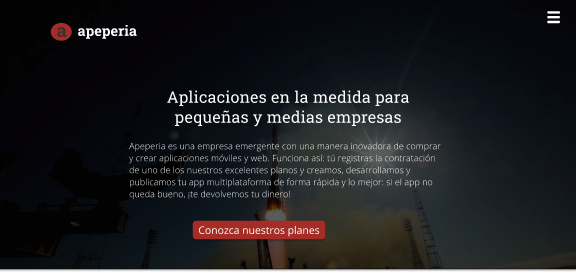 a apeperia
Aplicaciones en la medida para
pequeñas y medias empresas
Apeperia es una empresa emergente con una manera inovadora de comprar
y crear aplicaciones móviles y web. Funciona así: tú registras la contratación
de uno de los nuestros excelentes planos y creamos, desarrollamos y
publicamos tu app multiplataforma de forma rápida y lo mejor: si el app no
queda bueno, ¡te devolvemos tu dinero!
Conozca nuestros planes